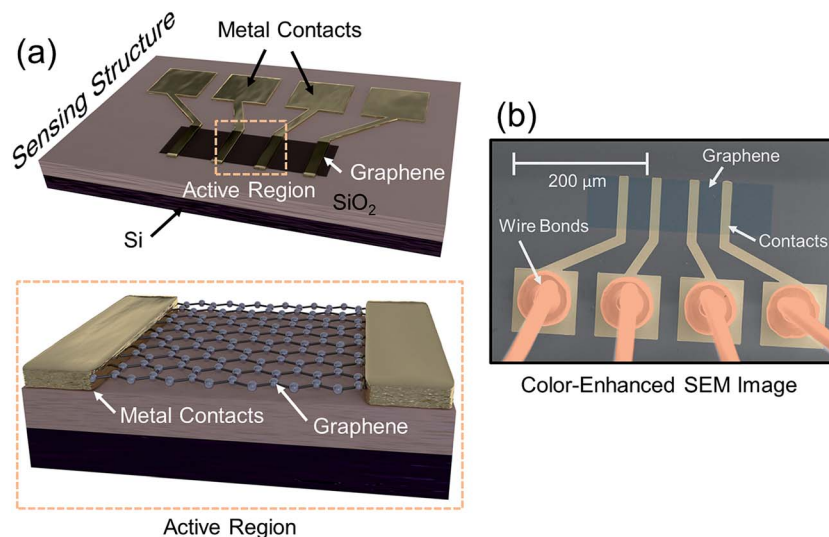 (a)
Sensing Structure
Metal Contacts
Graphene
Active Region
SiO₂
Si
Metal Contacts
Graphene
Active Region
(b)
200 µm
Graphene
Wire Bonds
Contacts
Color-Enhanced SEM Image